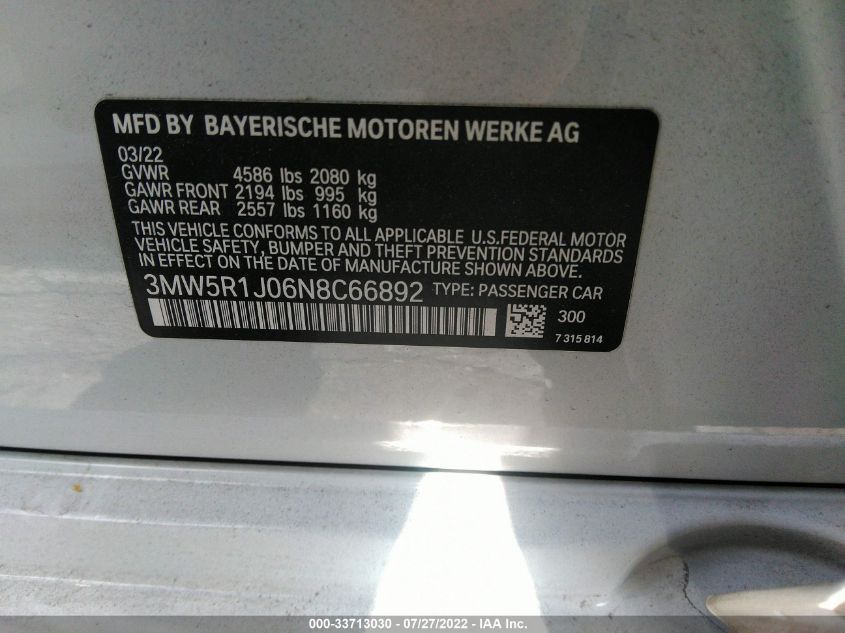 MFD BY BAYERISCHE MOTOREN WERKE AG
03/22
GVWR 4586 lbs 2080 kg
GAWR FRONT 2194 lbs 995 kg
GAWR REAR 2557 lbs 1160 kg
THIS VEHICLE CONFORMS TO ALL APPLICABLE U.S.FEDERAL MOTOR
VEHICLE SAFETY, BUMPER AND THEFT PREVENTION STANDARDS
IN EFFECT ON THE DATE OF MANUFACTURE SHOWN ABOVE.
3MW5R1J06N8C66892 TYPE: PASSENGER CAR
300
7 315 814
000-33713030 - 07/27/2022 - IAA Inc.